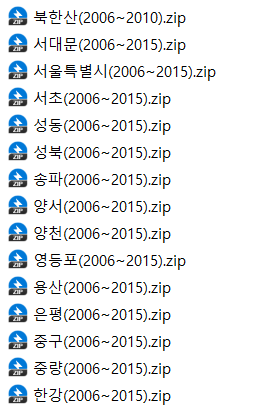 북한산(2006~2010).zip
서대문(2006~2015).zip
서울특별시(2006~2015).zip
서초(2006~2015).zip
성동(2006~2015).zip
성북(2006~2015).zip
송파(2006~2015).zip
양서(2006~2015).zip
양천(2006~2015).zip
영등포(2006~2015).zip
용산(2006~2015).zip
은평(2006~2015).zip
중구(2006~2015).zip
중량(2006~2015).zip
한강(2006~2015).zip